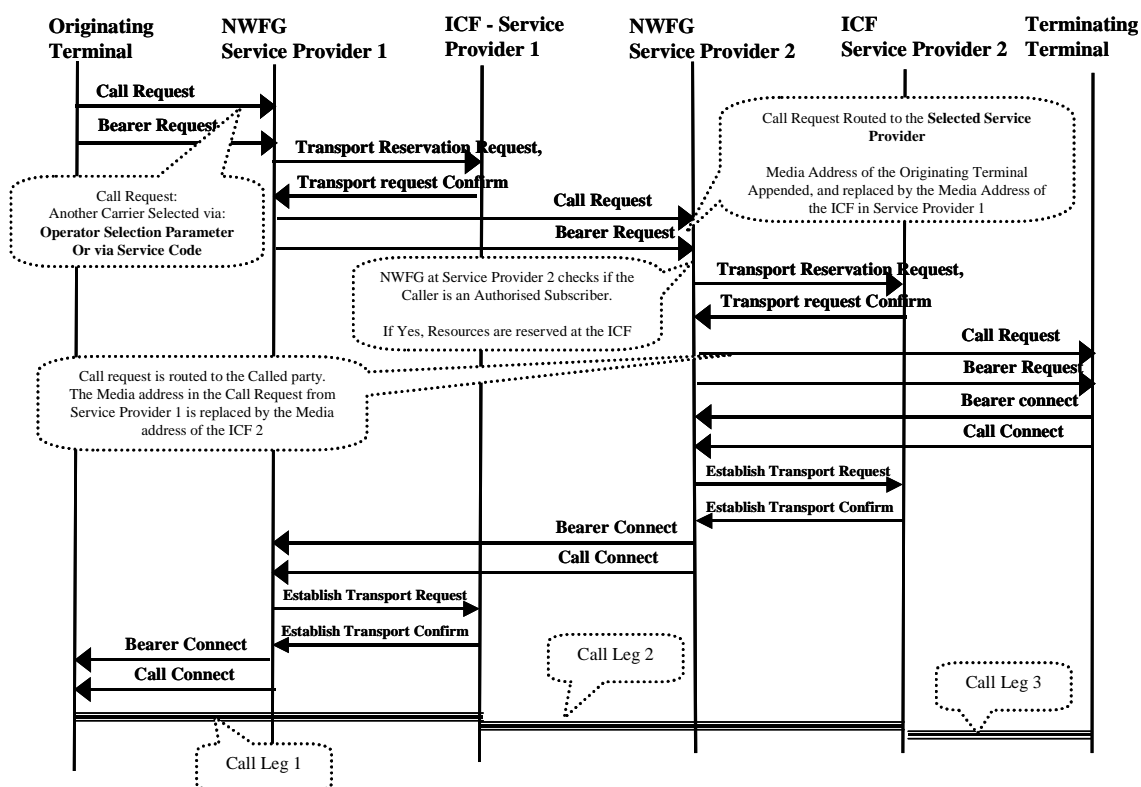 Originating
Terminal
NWFG
Service Provider 1
ICF - Service
Provider 1
NWFG
Service Provider 2
ICF
Service Provider 2
Terminating
Terminal
Call Request
Bearer Request
Transport Reservation Request,
Transport request Confirm
Call Request:
Another Carrier Selected via:
Operator Selection Parameter
Or via Service Code
Call Request
Bearer Request
Call Request Routed to the Selected Service
Provider
Media Address of the Originating Terminal
Appended, and replaced by the Media Address of
the ICF in Service Provider 1
NWFG at Service Provider 2 checks if the
Caller is an Authorised Subscriber.
If Yes, Resources are reserved at the ICF
Transport Reservation Request,
Transport request Confirm
Call Request
Bearer Request
Call request is routed to the Called party.
The Media address in the Call Request from
Service Provider 1 is replaced by the Media
address of the ICF 2
Bearer connect
Call Connect
Establish Transport Request
Establish Transport Confirm
Bearer Connect
Call Connect
Establish Transport Request
Establish Transport Confirm
Bearer Connect
Call Connect
Call Leg 2
Call Leg 3
Call Leg 1